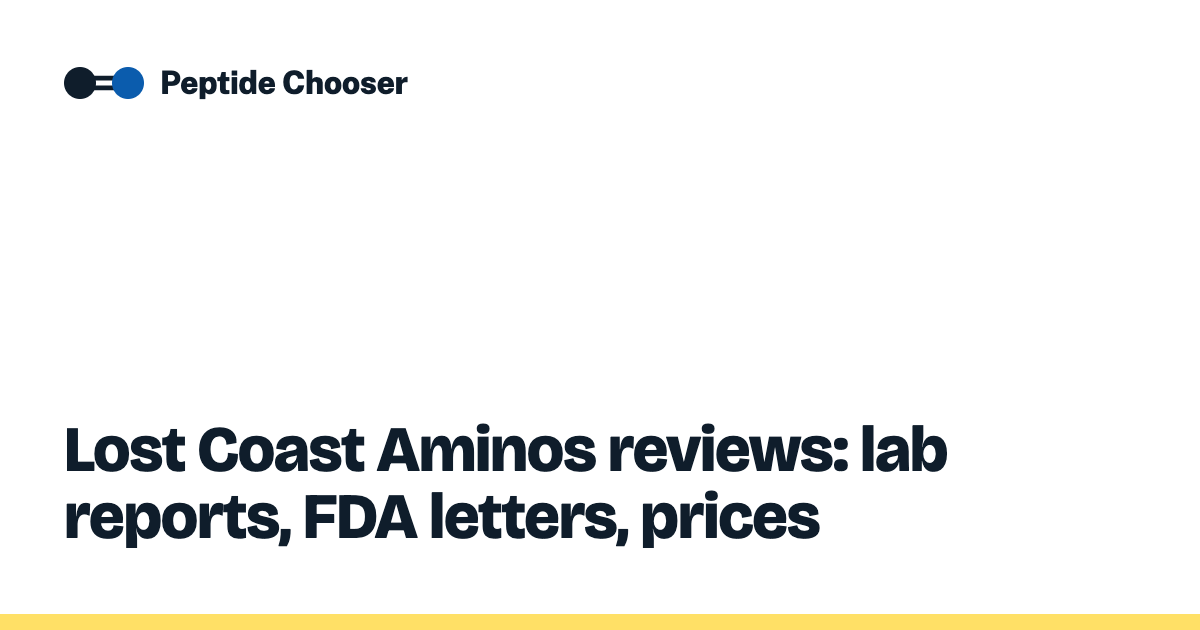 Peptide Chooser
Lost Coast Aminos reviews: lab
reports, FDA letters, prices